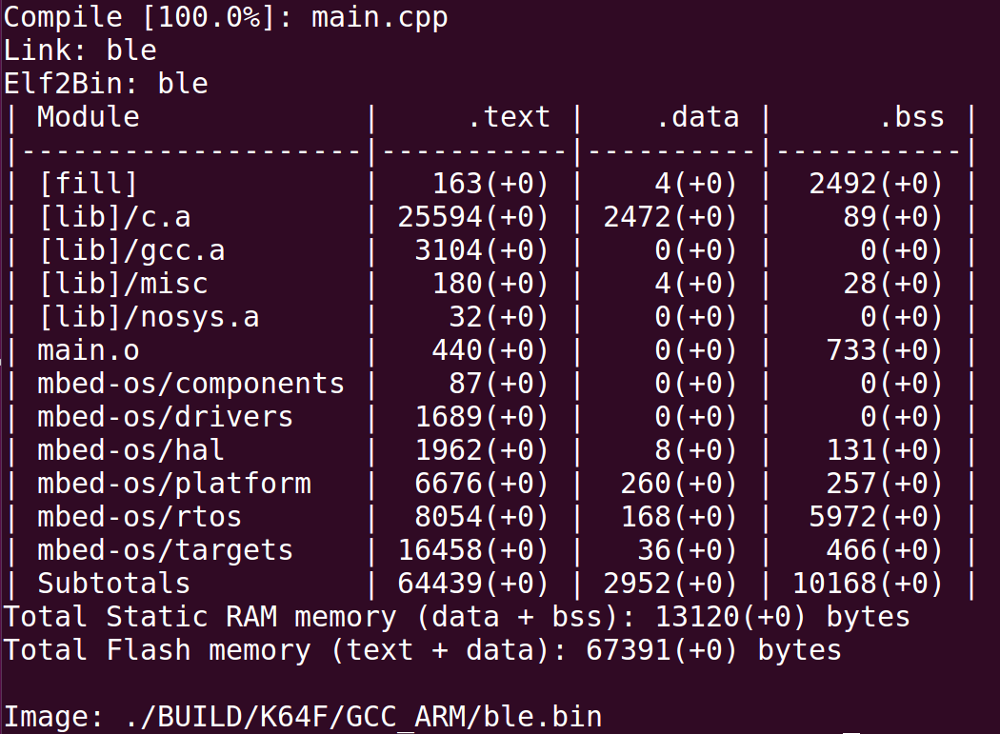 Compile [100.0%]: main.cpp
Link: ble
Elf2Bin: ble
| Module             |     .text |    .data |      .bss |
|--------------------|-----------|----------|-----------|
| [fill]             |   163(+0) |    4(+0) |  2492(+0) |
| [lib]/c.a          | 25594(+0) | 2472(+0) |    89(+0) |
| [lib]/gcc.a        |  3104(+0) |    0(+0) |     0(+0) |
| [lib]/misc         |   180(+0) |    4(+0) |    28(+0) |
| [lib]/nosys.a      |    32(+0) |    0(+0) |     0(+0) |
| main.o             |   440(+0) |    0(+0) |   733(+0) |
| mbed-os/components |    87(+0) |    0(+0) |     0(+0) |
| mbed-os/drivers    |  1689(+0) |    0(+0) |     0(+0) |
| mbed-os/hal        |  1962(+0) |    8(+0) |   131(+0) |
| mbed-os/platform   |  6676(+0) |  260(+0) |   257(+0) |
| mbed-os/rtos       |  8054(+0) |  168(+0) |  5972(+0) |
| mbed-os/targets    | 16458(+0) |   36(+0) |   466(+0) |
| Subtotals          | 64439(+0) | 2952(+0) | 10168(+0) |
Total Static RAM memory (data + bss): 13120(+0) bytes
Total Flash memory (text + data): 67391(+0) bytes
Image: ./BUILD/K64F/GCC_ARM/ble.bin